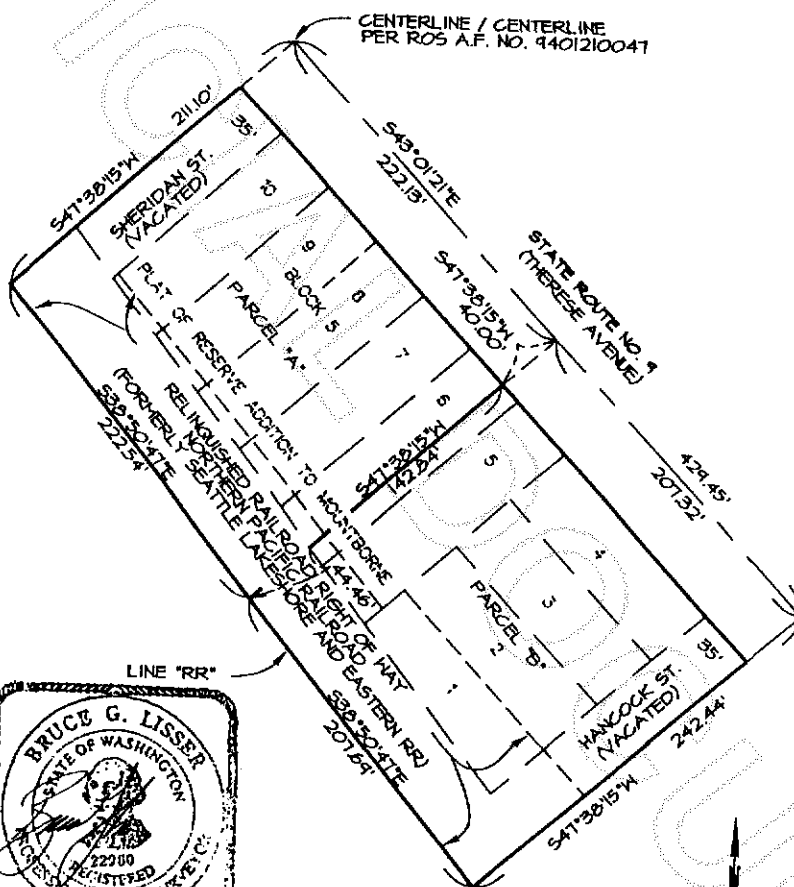 CENTERLINE / CENTERLINE
PER ROS A.F. NO. 9401210047
211.10'
S47°38'15"W
35'
SHERIDAN ST.
(VACATED)
S43°01'21"E
222.13'
STATE ROUTE NO. 9
(THERESE AVENUE)
S47°38'15"W
40.00'
10
9
8
7
6
BLOCK 5
PARCEL "A"
PLAT OF RESERVE ADDITION TO MOUNTBORNE
RELINQUISHED RAILROAD RIGHT OF WAY
NORTHERN PACIFIC RAILROAD
(FORMERLY SEATTLE LAKESHORE AND EASTERN RR)
S38°50'47"E
222.54'
S47°38'15"W
142.84'
44.46'
5
4
3
2
1
PARCEL "B"
429.45'
207.32'
35'
HANCOCK ST.
(VACATED)
242.44'
S47°38'15"W
S38°50'47"E
207.69'
LINE "RR"
BRUCE G. LISSER
STATE OF WASHINGTON
22960
REGISTERED